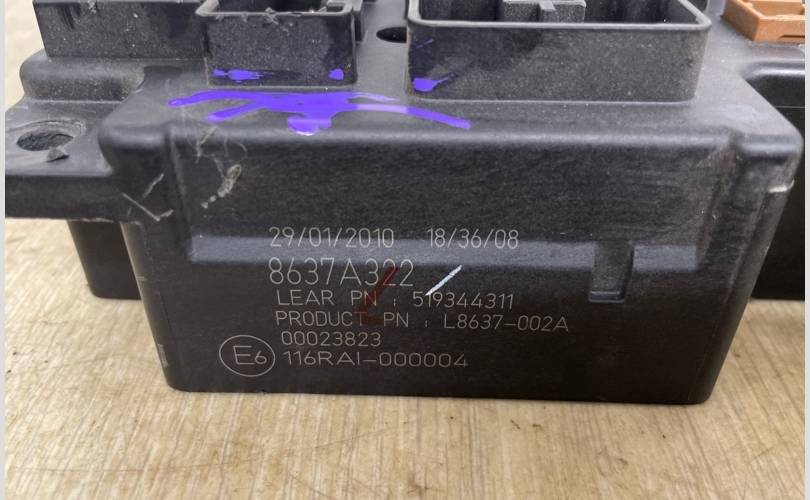 29/01/2010 18/36/08
8637A322
LEAR PN : 519344311
PRODUCT PN : L8637-002A
00023823
E6 116RAI-000004